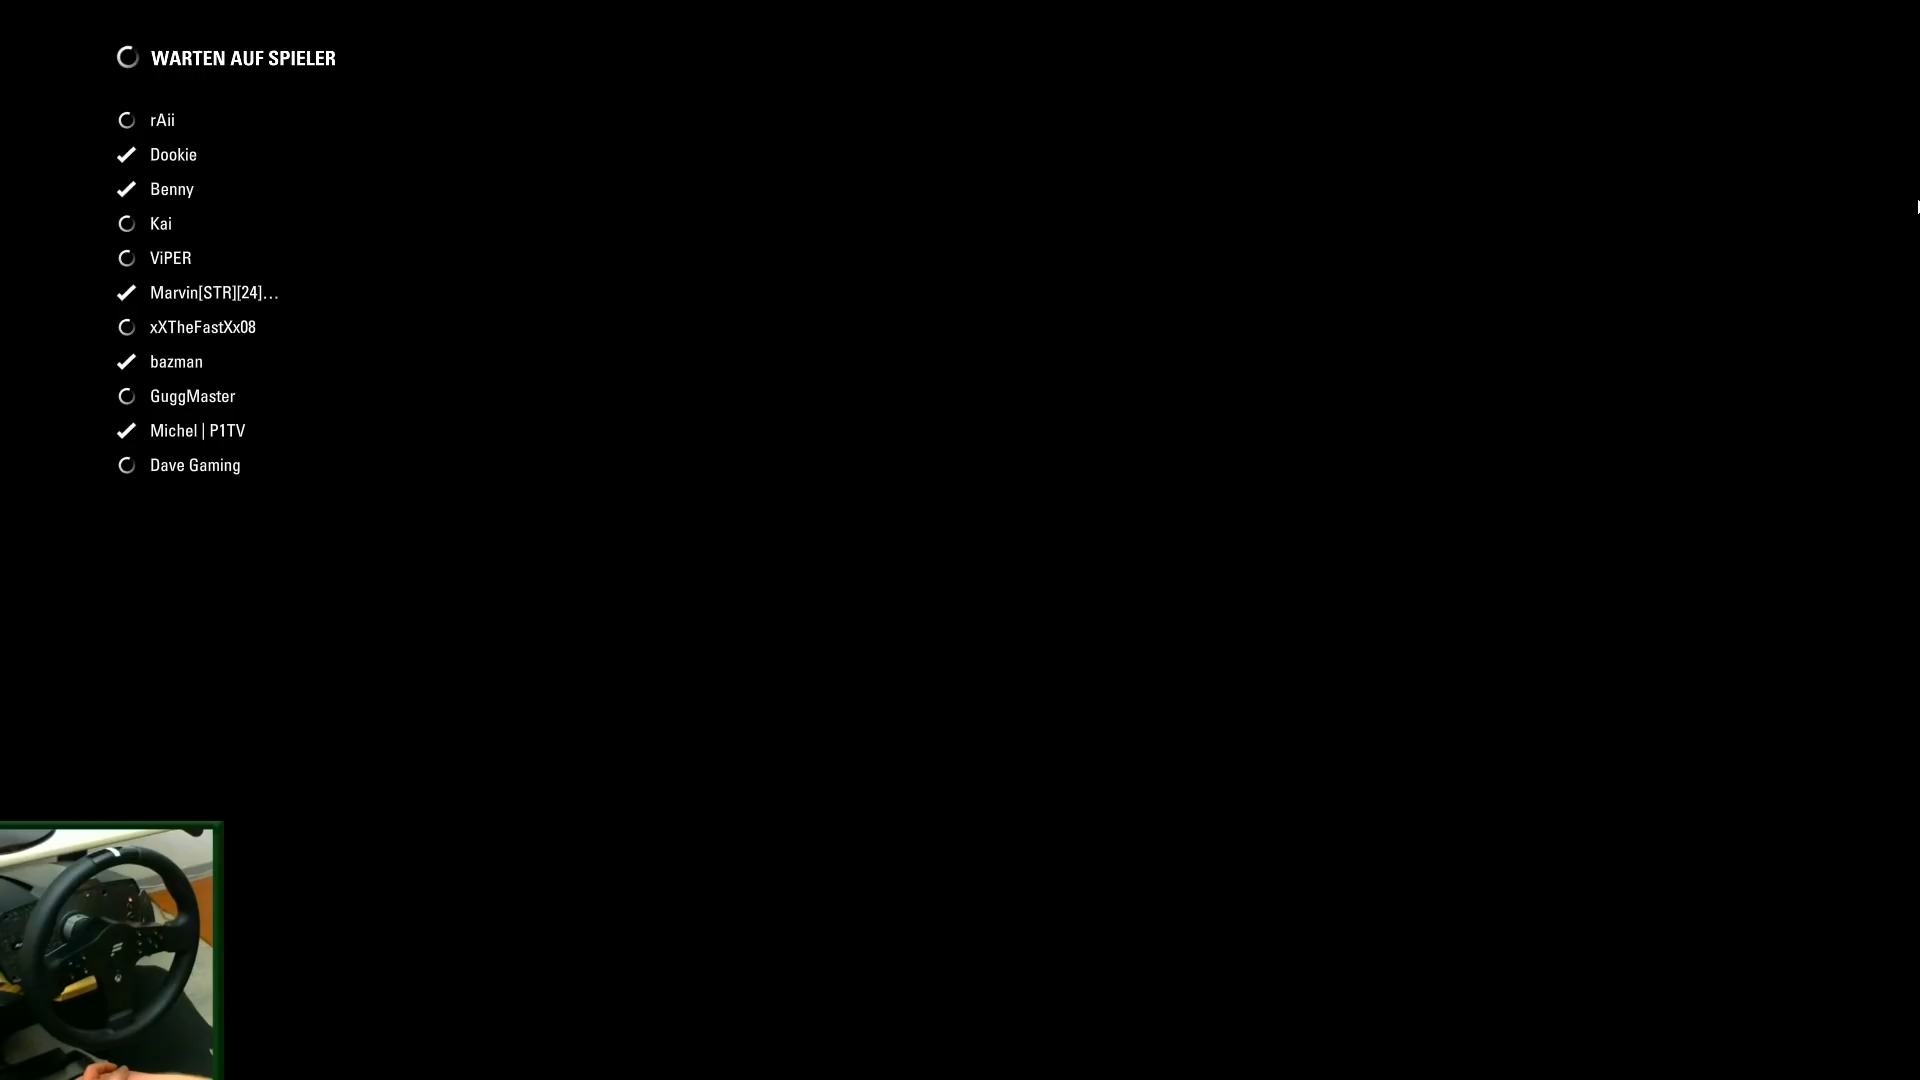 WARTEN AUF SPIELER
rAii
Dookie
Benny
Kai
ViPER
Marvin[STR][24]...
xXTheFastXx08
bazman
GuggMaster
Michel | P1TV
Dave Gaming